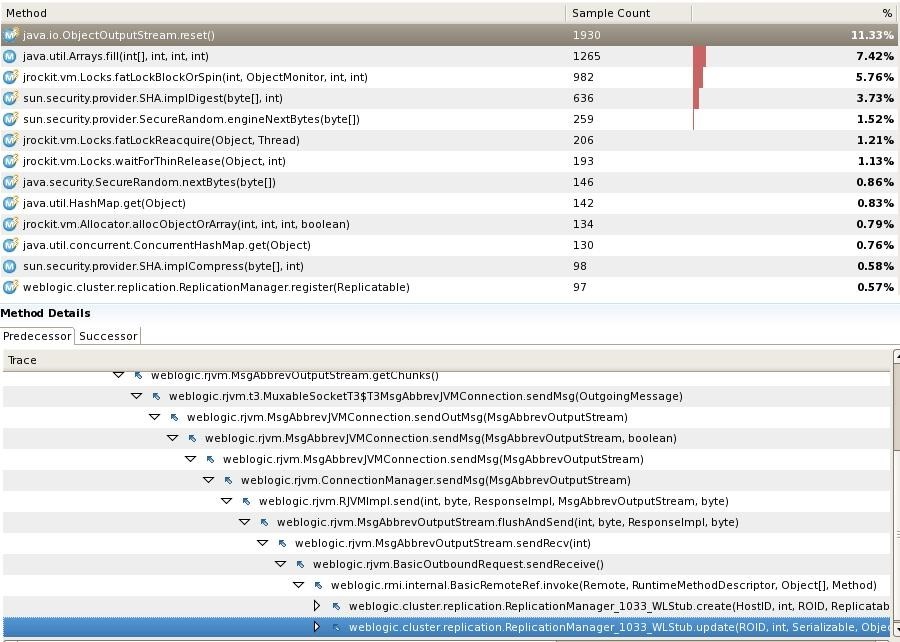 Method Sample Count %
java.io.ObjectOutputStream.reset() 1930 11.33%
java.util.Arrays.fill(int[], int, int, int) 1265 7.42%
jrockit.vm.Locks.fatLockBlockOrSpin(int, ObjectMonitor, int, int) 982 5.76%
sun.security.provider.SHA.implDigest(byte[], int) 636 3.73%
sun.security.provider.SecureRandom.engineNextBytes(byte[]) 259 1.52%
jrockit.vm.Locks.fatLockReacquire(Object, Thread) 206 1.21%
jrockit.vm.Locks.waitForThinRelease(Object, int) 193 1.13%
java.security.SecureRandom.nextBytes(byte[]) 146 0.86%
java.util.HashMap.get(Object) 142 0.83%
jrockit.vm.Allocator.allocObjectOrArray(int, int, int, boolean) 134 0.79%
java.util.concurrent.ConcurrentHashMap.get(Object) 130 0.76%
sun.security.provider.SHA.implCompress(byte[], int) 98 0.58%
weblogic.cluster.replication.ReplicationManager.register(Replicatable) 97 0.57%
Method Details
Predecessor Successor
Trace
weblogic.rjvm.MsgAbbrevOutputStream.getChunks()
weblogic.rjvm.t3.MuxableSocketT3$T3MsgAbbrevJVMConnection.sendMsg(OutgoingMessage)
weblogic.rjvm.MsgAbbrevJVMConnection.sendOutMsg(MsgAbbrevOutputStream)
weblogic.rjvm.MsgAbbrevJVMConnection.sendMsg(MsgAbbrevOutputStream, boolean)
weblogic.rjvm.MsgAbbrevJVMConnection.sendMsg(MsgAbbrevOutputStream)
weblogic.rjvm.ConnectionManager.sendMsg(MsgAbbrevOutputStream)
weblogic.rjvm.RJVMImpl.send(int, byte, ResponseImpl, MsgAbbrevOutputStream, byte)
weblogic.rjvm.MsgAbbrevOutputStream.flushAndSend(int, byte, ResponseImpl, byte)
weblogic.rjvm.MsgAbbrevOutputStream.sendRecv(int)
weblogic.rjvm.BasicOutboundRequest.sendReceive()
weblogic.rmi.internal.BasicRemoteRef.invoke(Remote, RuntimeMethodDescriptor, Object[], Method)
weblogic.cluster.replication.ReplicationManager_1033_WLStub.create(HostID, int, ROID, Replicatab
weblogic.cluster.replication.ReplicationManager_1033_WLStub.update(ROID, int, Serializable, Objec